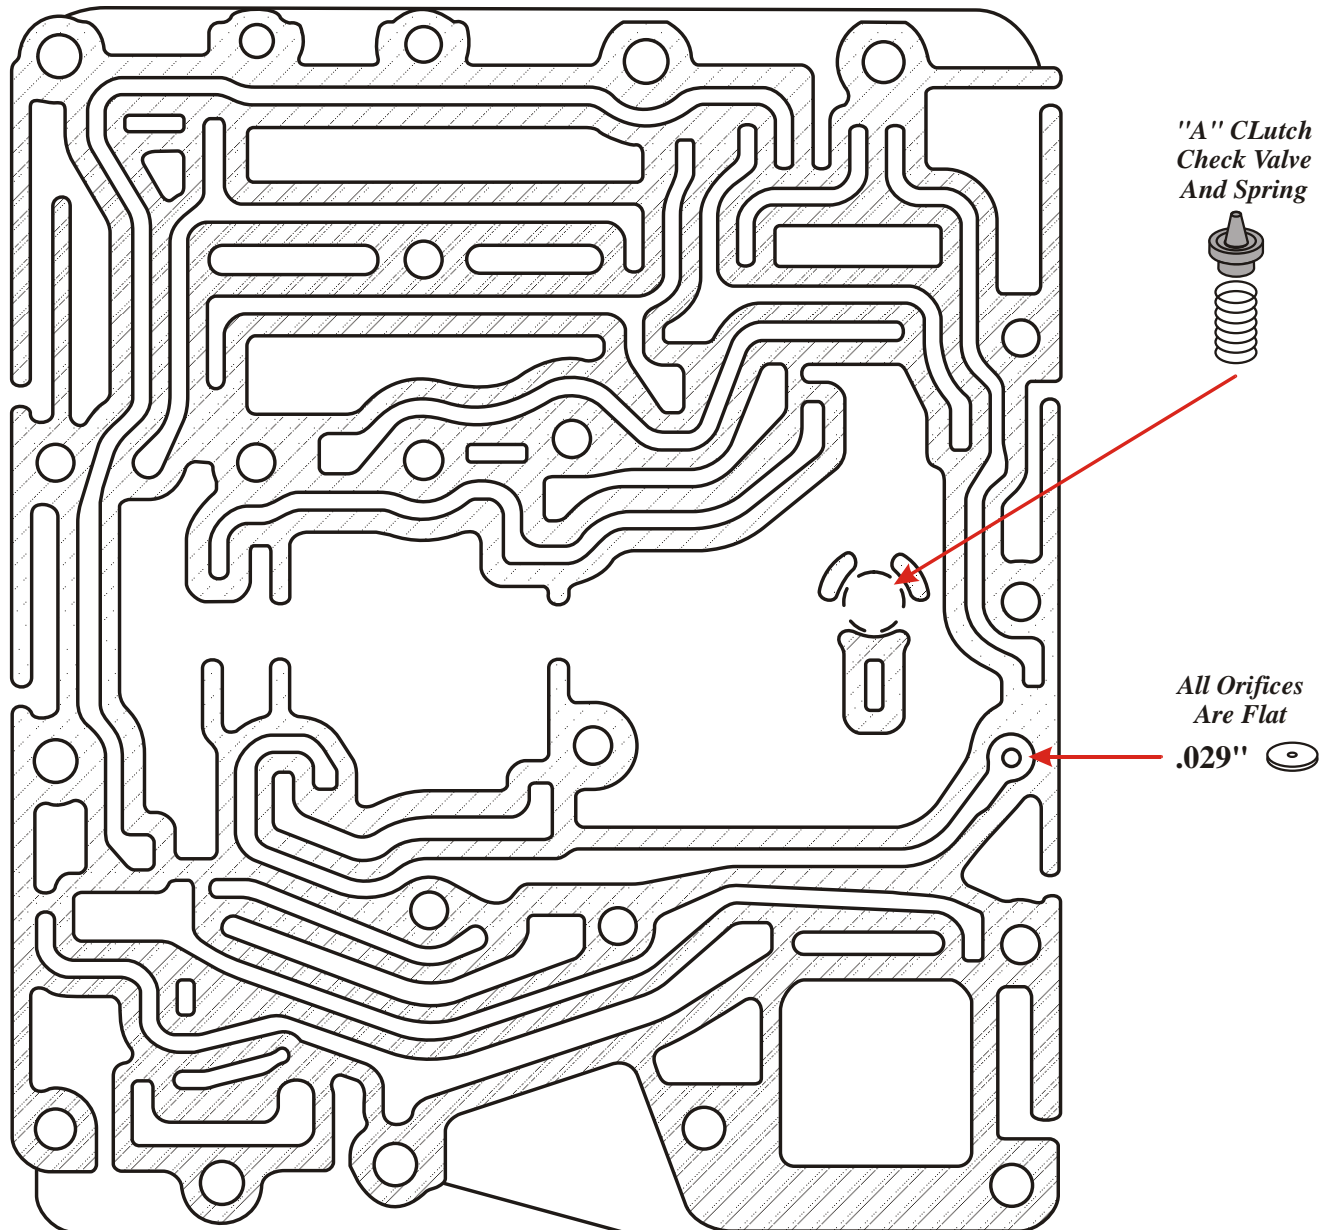 "A" CLutch
Check Valve
And Spring
All Orifices
Are Flat
.029"